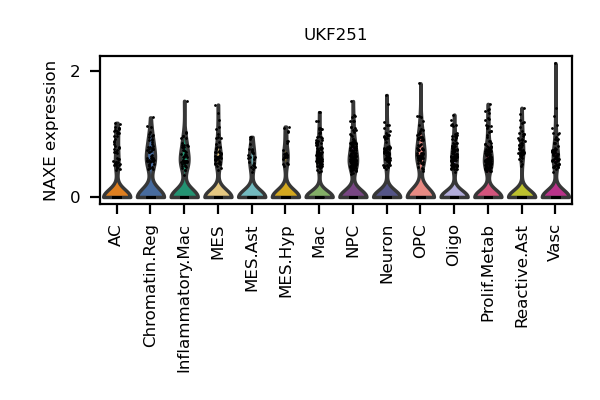 UKF251
NAXE expression
2
0
AC
Chromatin.Reg
Inflammatory.Mac
MES
MES.Ast
MES.Hyp
Mac
NPC
Neuron
OPC
Oligo
Prolif.Metab
Reactive.Ast
Vasc